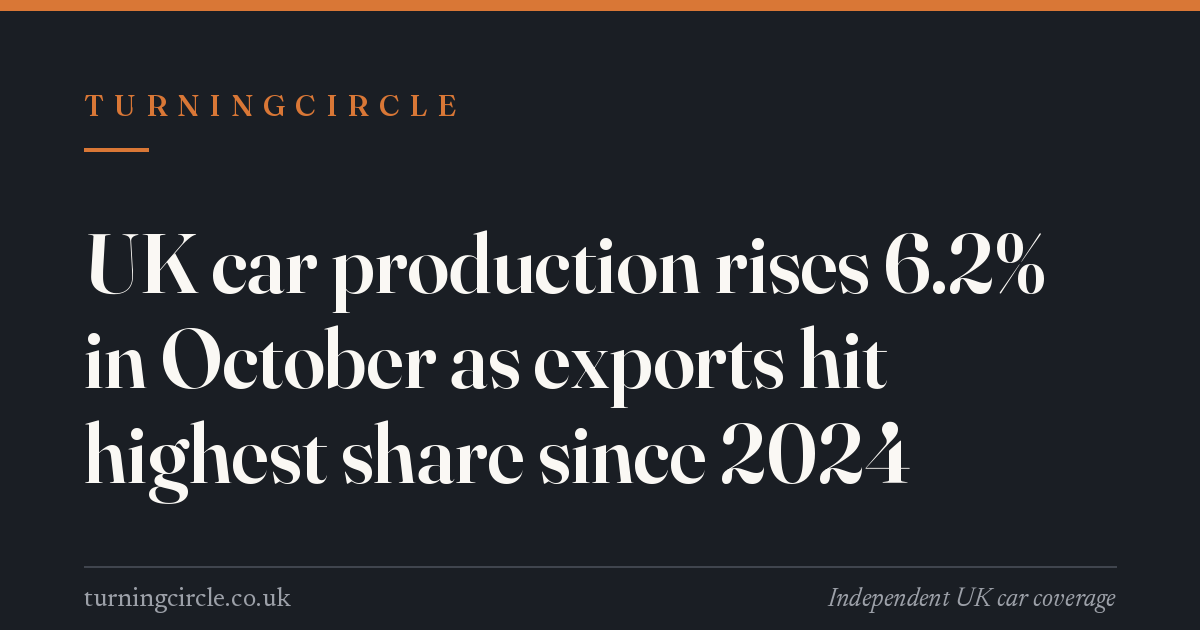 TURNINGCIRCLE
UK car production rises 6.2%
in October as exports hit
highest share since 2024
turningcircle.co.uk
Independent UK car coverage